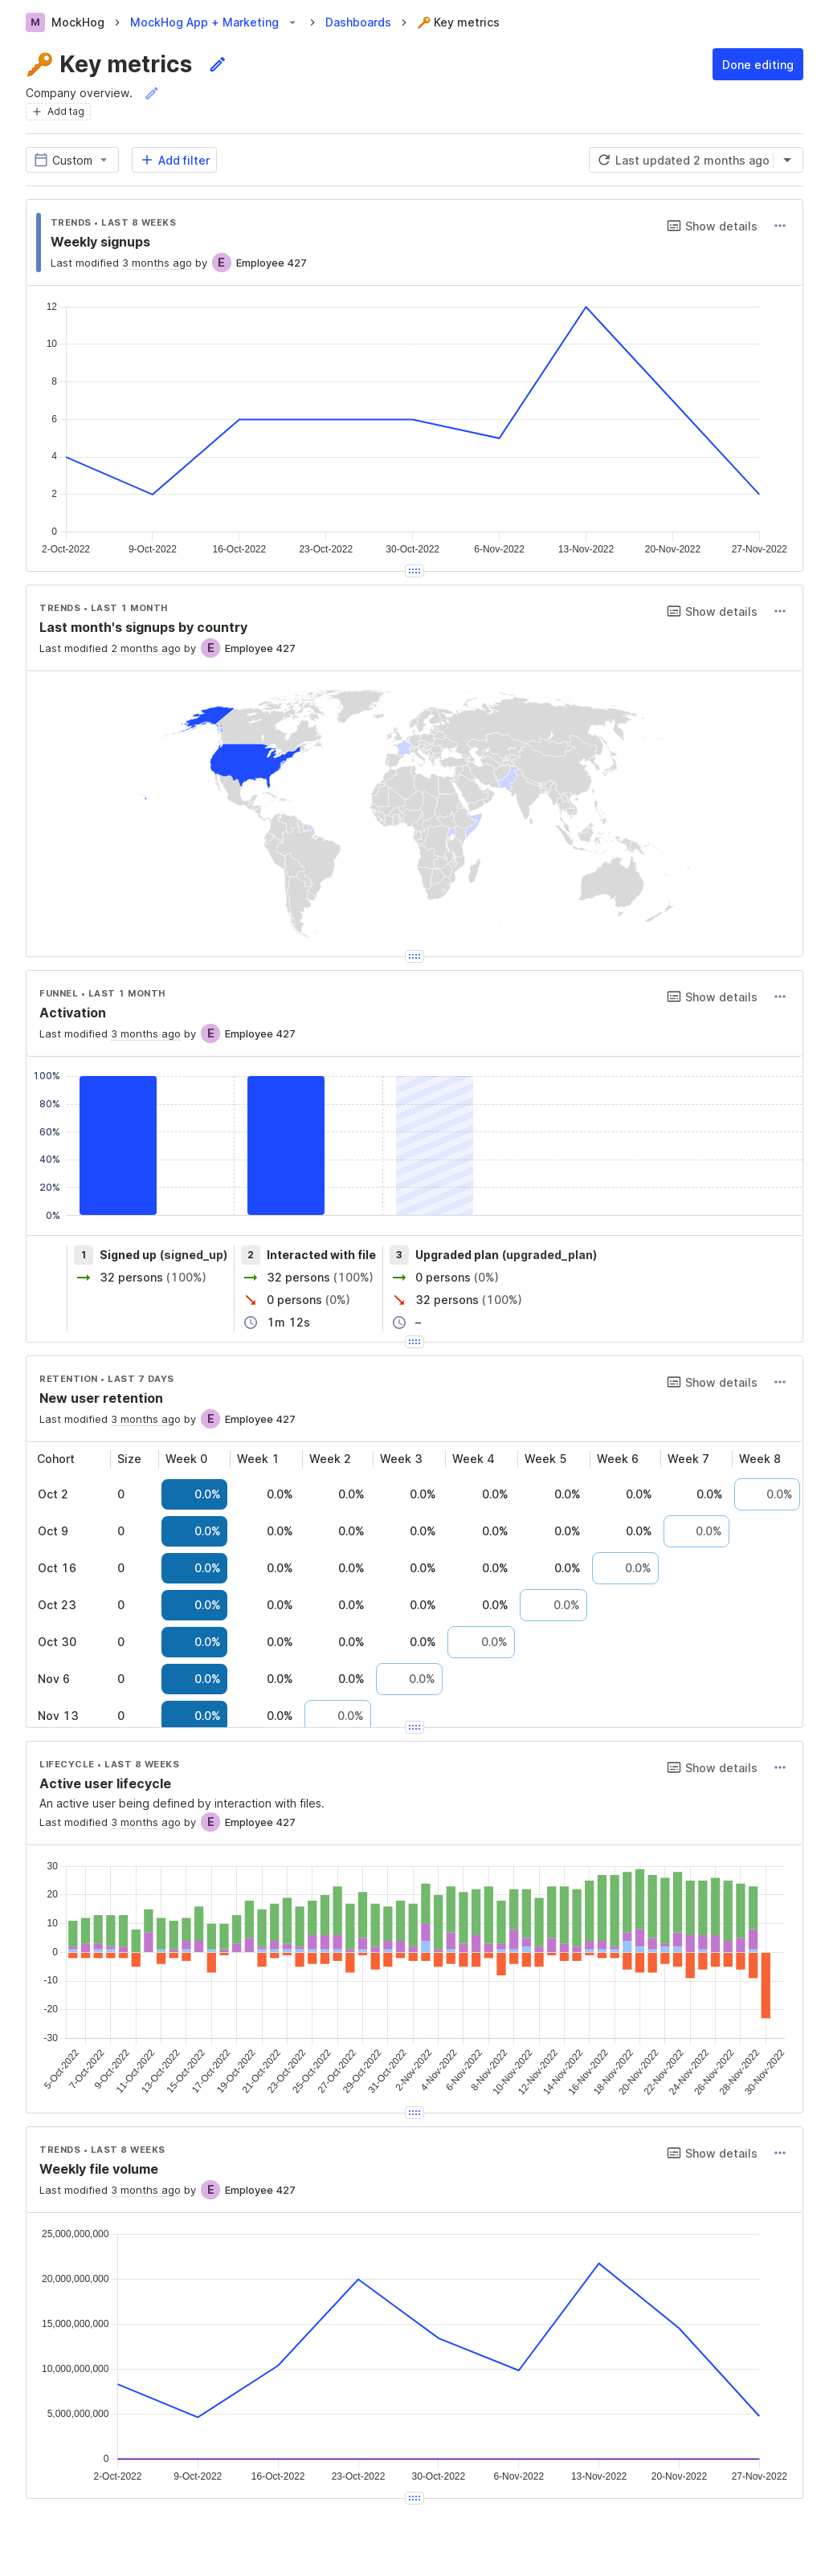 M MockHog > MockHog App + Marketing > Dashboards > 🔑 Key metrics
🔑 Key metrics
Done editing
Company overview.
+ Add tag
Custom
+ Add filter
Last updated 2 months ago
TRENDS • LAST 8 WEEKS
Show details
Weekly signups
Last modified 3 months ago by E Employee 427
12
10
8
6
4
2
0
2-Oct-2022 9-Oct-2022 16-Oct-2022 23-Oct-2022 30-Oct-2022 6-Nov-2022 13-Nov-2022 20-Nov-2022 27-Nov-2022
TRENDS • LAST 1 MONTH
Show details
Last month's signups by country
Last modified 2 months ago by E Employee 427
FUNNEL • LAST 1 MONTH
Show details
Activation
Last modified 3 months ago by E Employee 427
100%
80%
60%
40%
20%
0%
1 Signed up (signed_up) 2 Interacted with file 3 Upgraded plan (upgraded_plan)
32 persons (100%) 32 persons (100%) 0 persons (0%)
0 persons (0%) 32 persons (100%)
1m 12s –
RETENTION • LAST 7 DAYS
Show details
New user retention
Last modified 3 months ago by E Employee 427
Cohort Size Week 0 Week 1 Week 2 Week 3 Week 4 Week 5 Week 6 Week 7 Week 8
Oct 2 0 0.0% 0.0% 0.0% 0.0% 0.0% 0.0% 0.0% 0.0% 0.0%
Oct 9 0 0.0% 0.0% 0.0% 0.0% 0.0% 0.0% 0.0% 0.0%
Oct 16 0 0.0% 0.0% 0.0% 0.0% 0.0% 0.0% 0.0%
Oct 23 0 0.0% 0.0% 0.0% 0.0% 0.0% 0.0%
Oct 30 0 0.0% 0.0% 0.0% 0.0% 0.0%
Nov 6 0 0.0% 0.0% 0.0% 0.0%
Nov 13 0 0.0% 0.0% 0.0%
LIFECYCLE • LAST 8 WEEKS
Show details
Active user lifecycle
An active user being defined by interaction with files.
Last modified 3 months ago by E Employee 427
30
20
10
0
-10
-20
-30
5-Oct-2022 7-Oct-2022 9-Oct-2022 11-Oct-2022 13-Oct-2022 15-Oct-2022 17-Oct-2022 19-Oct-2022 21-Oct-2022 23-Oct-2022 25-Oct-2022 27-Oct-2022 29-Oct-2022 31-Oct-2022 2-Nov-2022 4-Nov-2022 6-Nov-2022 8-Nov-2022 10-Nov-2022 12-Nov-2022 14-Nov-2022 16-Nov-2022 18-Nov-2022 20-Nov-2022 22-Nov-2022 24-Nov-2022 26-Nov-2022 28-Nov-2022 30-Nov-2022
TRENDS • LAST 8 WEEKS
Show details
Weekly file volume
Last modified 3 months ago by E Employee 427
25,000,000,000
20,000,000,000
15,000,000,000
10,000,000,000
5,000,000,000
0
2-Oct-2022 9-Oct-2022 16-Oct-2022 23-Oct-2022 30-Oct-2022 6-Nov-2022 13-Nov-2022 20-Nov-2022 27-Nov-2022